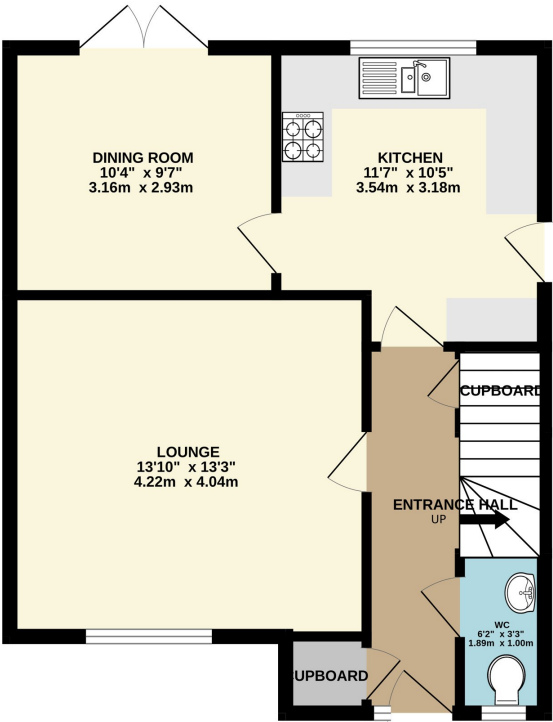 DINING ROOM
10'4" x 9'7"
3.16m x 2.93m
KITCHEN
11'7" x 10'5"
3.54m x 3.18m
CUPBOARD
LOUNGE
13'10" x 13'3"
4.22m x 4.04m
ENTRANCE HALL
UP
WC
6'2" x 3'3"
1.89m x 1.00m
UPBOARD